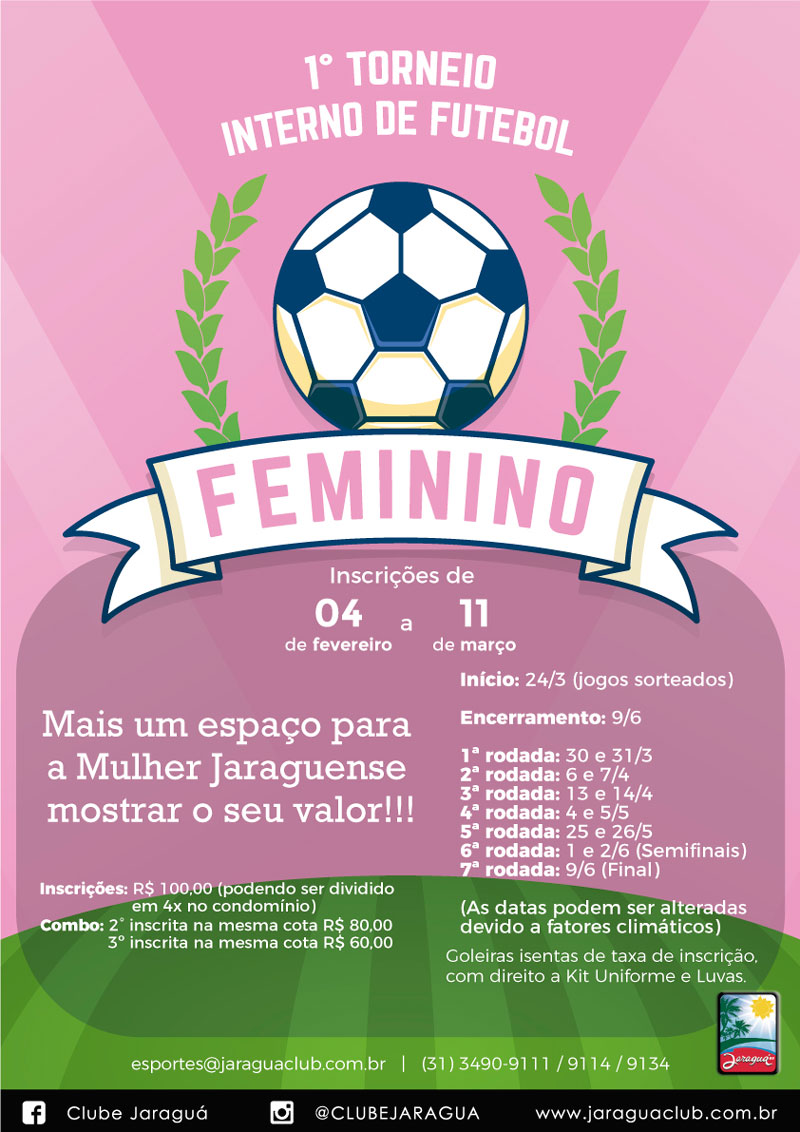 1º TORNEIO
INTERNO DE FUTEBOL
FEMININO
Inscrições de
04 a 11
de fevereiro de março
Mais um espaço para
a Mulher Jaraguense
mostrar o seu valor!!!
Inscrições: R$ 100,00 (podendo ser dividido
em 4x no condomínio)
Combo: 2° inscrita na mesma cota R$ 80,00
3º inscrita na mesma cota R$ 60,00
Início: 24/3 (jogos sorteados)
Encerramento: 9/6
1ª rodada: 30 e 31/3
2ª rodada: 6 e 7/4
3ª rodada: 13 e 14/4
4ª rodada: 4 e 5/5
5ª rodada: 25 e 26/5
6ª rodada: 1 e 2/6 (Semifinais)
7ª rodada: 9/6 (Final)
(As datas podem ser alteradas
devido a fatores climáticos)
Goleiras isentas de taxa de inscrição,
com direito a Kit Uniforme e Luvas.
Jaraguá
esportes@jaraguaclub.com.br | (31) 3490-9111 / 9114 / 9134
Clube Jaraguá @CLUBEJARAGUA www.jaraguaclub.com.br